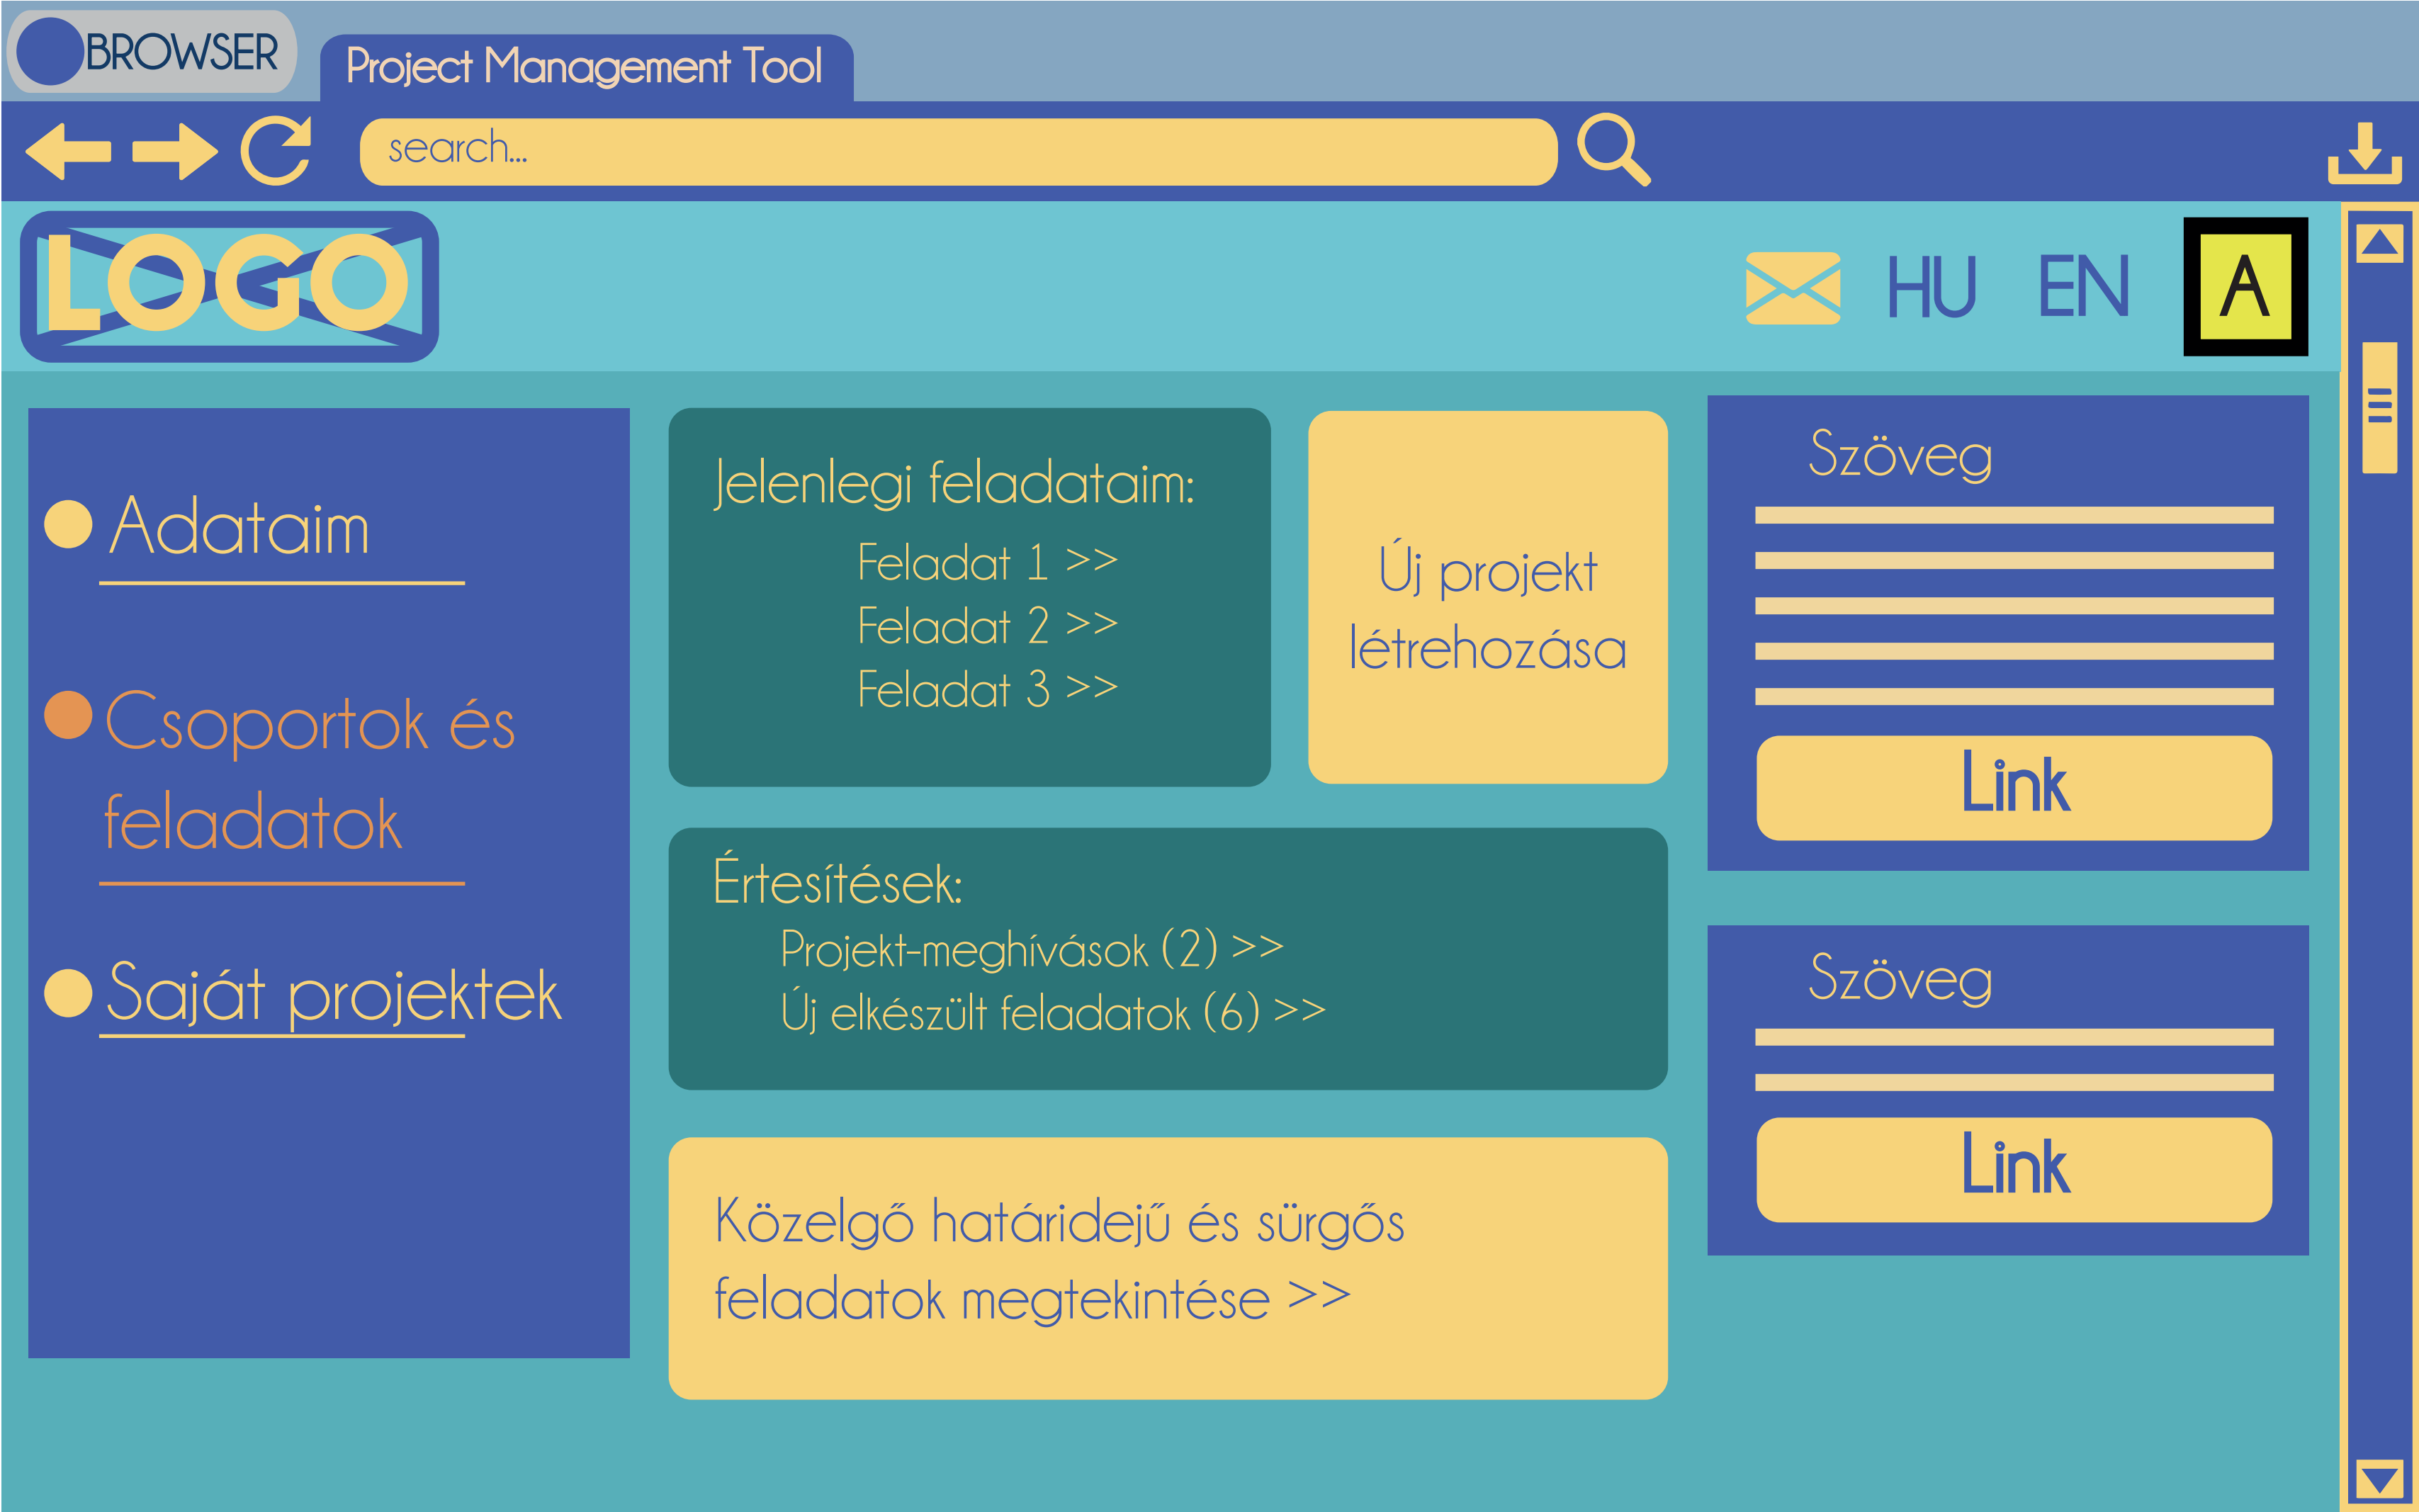 BROWSER
Project Management Tool
search...
LOGO
HU
EN
A
Adataim
Csoportok és
feladatok
Saját projektek
Jelenlegi feladataim:
Feladat 1 >>
Feladat 2 >>
Feladat 3 >>
Új projekt
létrehozása
Értesítések:
Projekt-meghívások (2) >>
Új elkészült feladatok (6) >>
Közelgő határidejű és sürgős
feladatok megtekintése >>
Szöveg
Link
Szöveg
Link